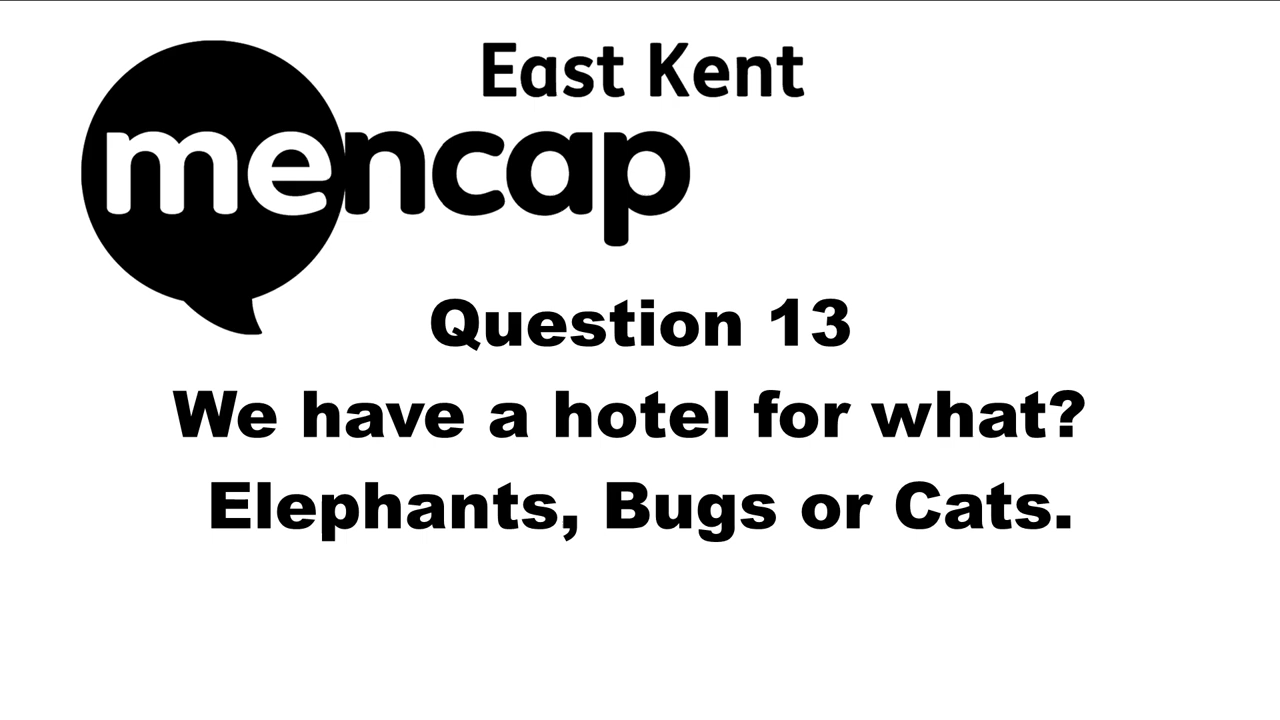 East Kent
mencap
Question 13
We have a hotel for what?
Elephants, Bugs or Cats.